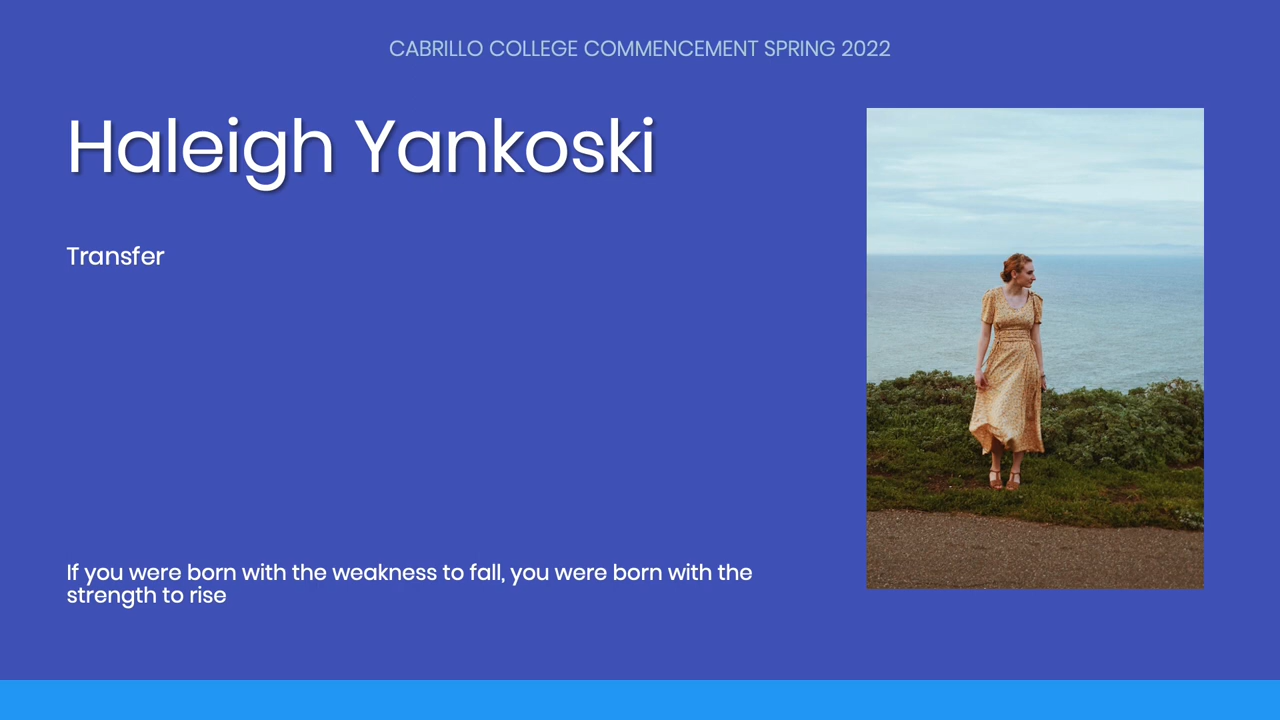 CABRILLO COLLEGE COMMENCEMENT SPRING 2022
Haleigh Yankoski
Transfer
If you were born with the weakness to fall, you were born with the
strength to rise